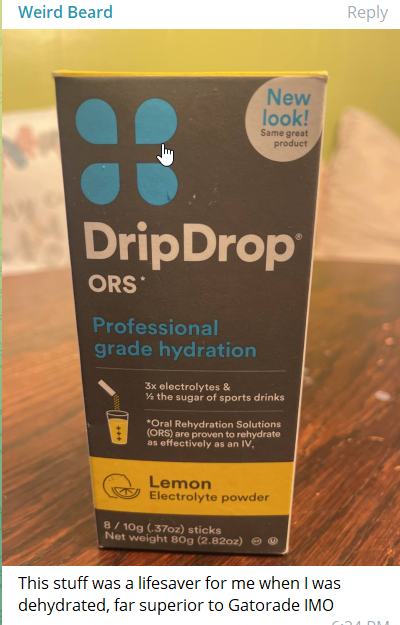 Weird Beard
Reply
New
look!
Same great
product
DripDrop®
ORS*
Professional
grade hydration
3x electrolytes &
½ the sugar of sports drinks
*Oral Rehydration Solutions
(ORS) are proven to rehydrate
as effectively as an IV.
Lemon
Electrolyte powder
8 / 10g (.37oz) sticks
Net weight 80g (2.82oz)
This stuff was a lifesaver for me when I was
dehydrated, far superior to Gatorade IMO